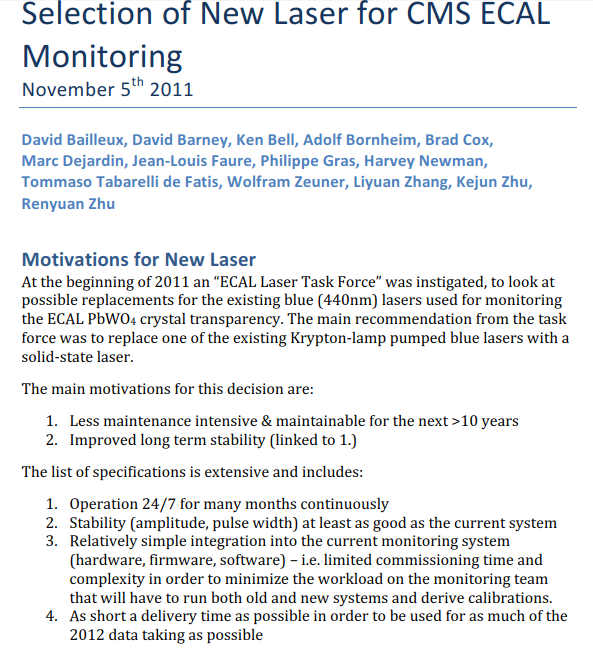 Selection of New Laser for CMS ECAL
Monitoring
November 5th 2011
David Bailleux, David Barney, Ken Bell, Adolf Bornheim, Brad Cox,
Marc Dejardin, Jean-Louis Faure, Philippe Gras, Harvey Newman,
Tommaso Tabarelli de Fatis, Wolfram Zeuner, Liyuan Zhang, Kejun Zhu,
Renyuan Zhu
Motivations for New Laser
At the beginning of 2011 an “ECAL Laser Task Force” was instigated, to look at
possible replacements for the existing blue (440nm) lasers used for monitoring
the ECAL PbWO₄ crystal transparency. The main recommendation from the task
force was to replace one of the existing Krypton-lamp pumped blue lasers with a
solid-state laser.
The main motivations for this decision are:
1. Less maintenance intensive & maintainable for the next >10 years
2. Improved long term stability (linked to 1.)
The list of specifications is extensive and includes:
1. Operation 24/7 for many months continuously
2. Stability (amplitude, pulse width) at least as good as the current system
3. Relatively simple integration into the current monitoring system
(hardware, firmware, software) – i.e. limited commissioning time and
complexity in order to minimize the workload on the monitoring team
that will have to run both old and new systems and derive calibrations.
4. As short a delivery time as possible in order to be used for as much of the
2012 data taking as possible